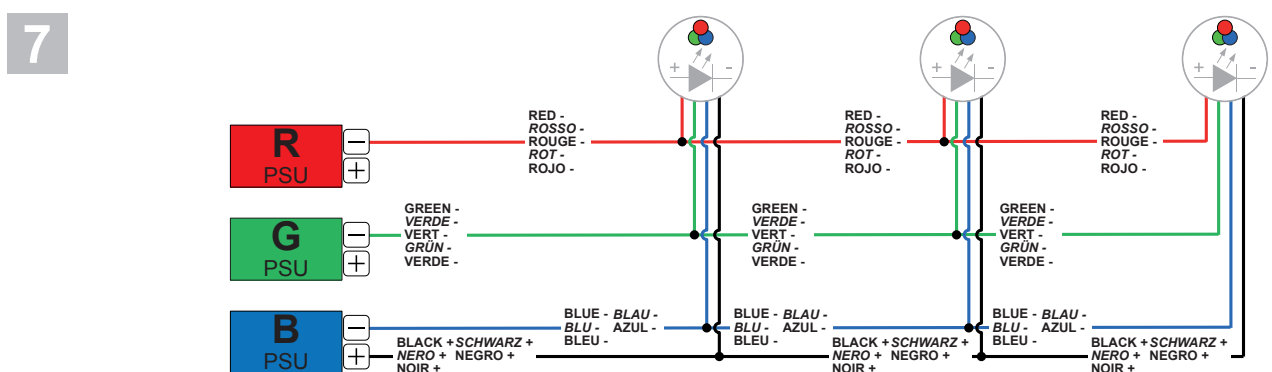 7
+ -
+ -
+ -
R
PSU
−
+
RED -
ROSSO -
ROUGE -
ROT -
ROJO -
RED -
ROSSO -
ROUGE -
ROT -
ROJO -
RED -
ROSSO -
ROUGE -
ROT -
ROJO -
G
PSU
−
+
GREEN -
VERDE -
VERT -
GRÜN -
VERDE -
GREEN -
VERDE -
VERT -
GRÜN -
VERDE -
GREEN -
VERDE -
VERT -
GRÜN -
VERDE -
B
PSU
−
+
BLUE - BLAU -
BLU - AZUL -
BLEU -
BLUE - BLAU -
BLU - AZUL -
BLEU -
BLUE - BLAU -
BLU - AZUL -
BLEU -
BLACK + SCHWARZ +
NERO + NEGRO +
NOIR +
BLACK + SCHWARZ +
NERO + NEGRO +
NOIR +
BLACK + SCHWARZ +
NERO + NEGRO +
NOIR +